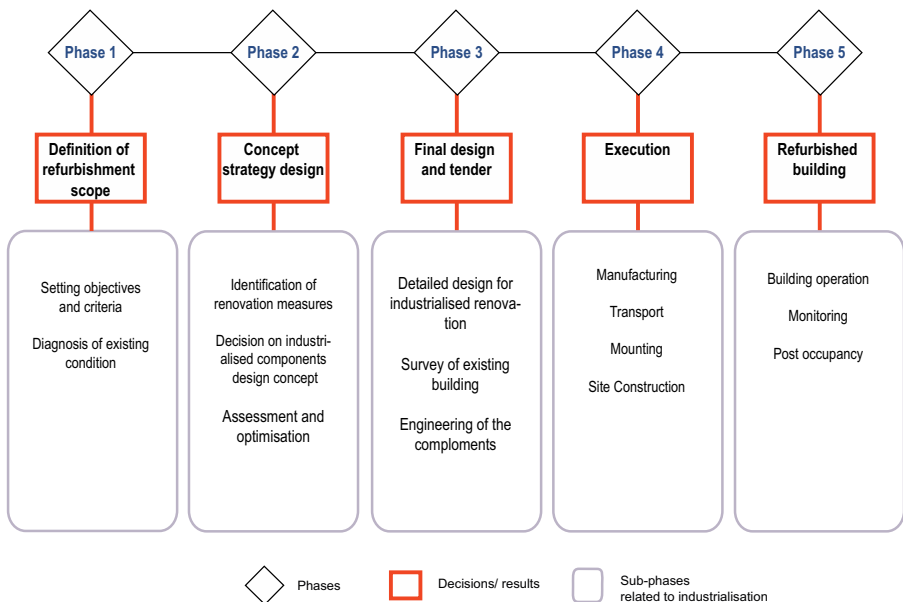 Phase 1
Phase 2
Phase 3
Phase 4
Phase 5
Definition of
refurbishment
scope
Concept
strategy design
Final design
and tender
Execution
Refurbished
building
Setting objectives
and criteria
Diagnosis of existing
condition
Identification of
renovation measures
Decision on industri-
alised components
design concept
Assessment and
optimisation
Detailed design for
industrialised renova-
tion
Survey of existing
building
Engineering of the
comploments
Manufacturing
Transport
Mounting
Site Construction
Building operation
Monitoring
Post occupancy
Phases
Decisions/ results
Sub-phases
related to industrialisation